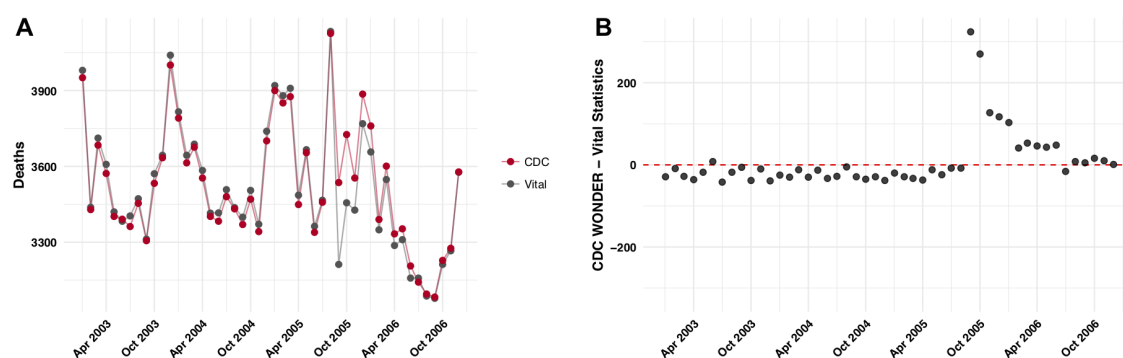 A
Deaths
3900
3600
3300
Apr 2003
Oct 2003
Apr 2004
Oct 2004
Apr 2005
Oct 2005
Apr 2006
Oct 2006
CDC
Vital
B
CDC WONDER − Vital Statistics
200
0
−200
Apr 2003
Oct 2003
Apr 2004
Oct 2004
Apr 2005
Oct 2005
Apr 2006
Oct 2006